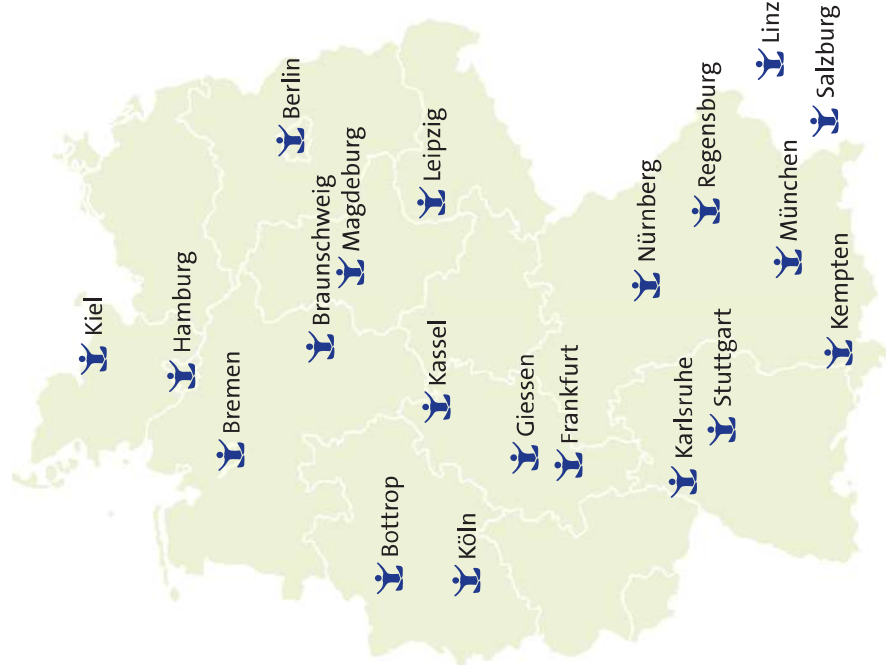 Kiel
Hamburg
Bremen
Berlin
Braunschweig
Magdeburg
Leipzig
Bottrop
Kassel
Köln
Giessen
Frankfurt
Nürnberg
Karlsruhe
Regensburg
Stuttgart
Linz
München
Salzburg
Kempten